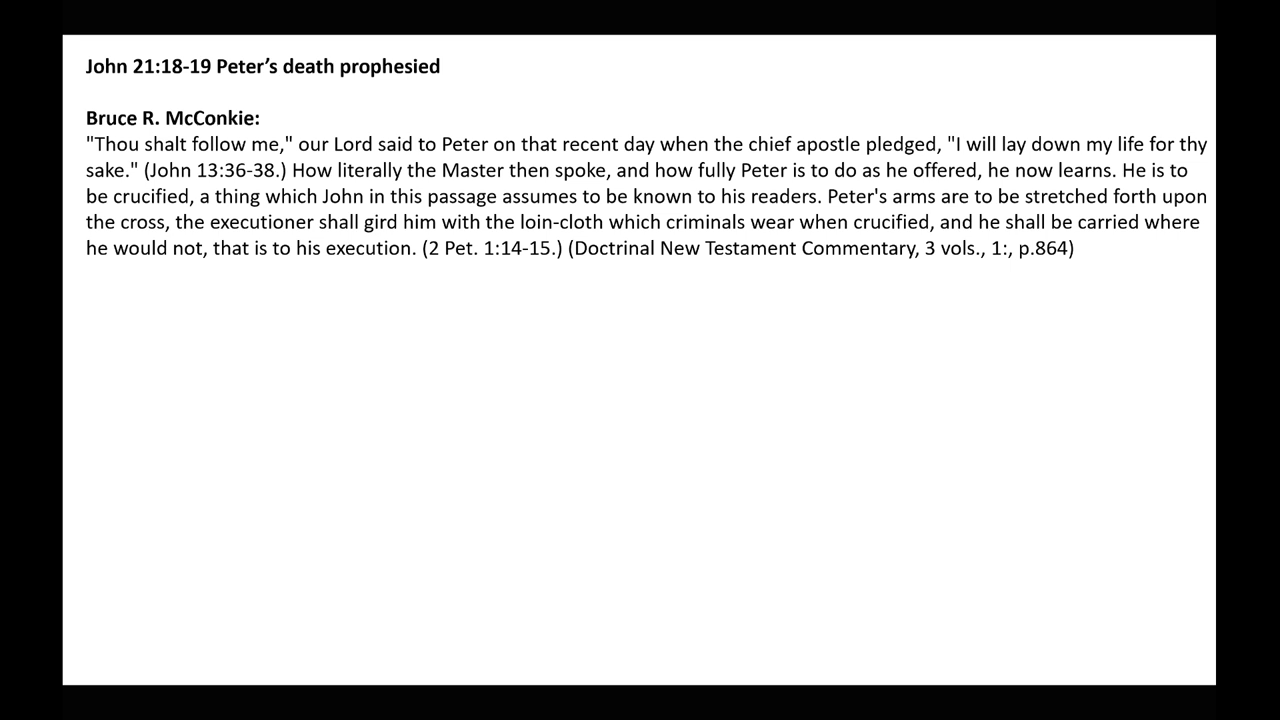 John 21:18-19 Peter’s death prophesied
Bruce R. McConkie:
"Thou shalt follow me," our Lord said to Peter on that recent day when the chief apostle pledged, "I will lay down my life for thy
sake." (John 13:36-38.) How literally the Master then spoke, and how fully Peter is to do as he offered, he now learns. He is to
be crucified, a thing which John in this passage assumes to be known to his readers. Peter's arms are to be stretched forth upon
the cross, the executioner shall gird him with the loin-cloth which criminals wear when crucified, and he shall be carried where
he would not, that is to his execution. (2 Pet. 1:14-15.) (Doctrinal New Testament Commentary, 3 vols., 1:, p.864)